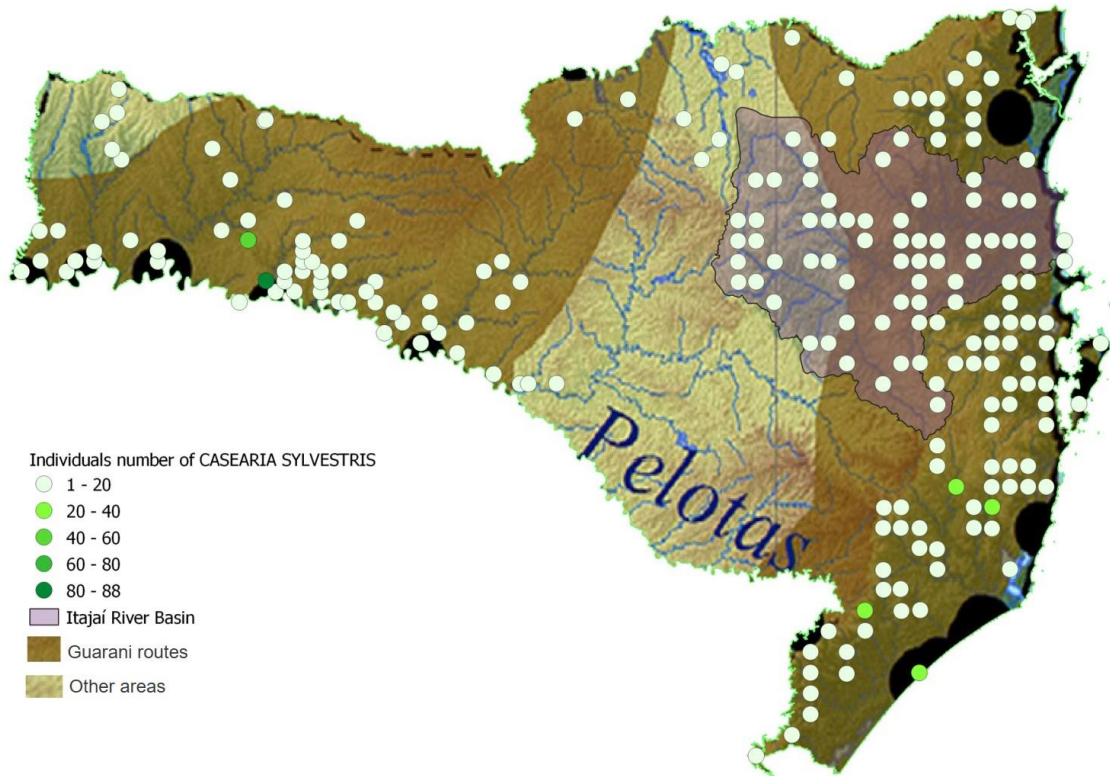 Pelotas
Individuals number of CASEARIA SYLVESTRIS
1 - 20
20 - 40
40 - 60
60 - 80
80 - 88
Itajaí River Basin
Guarani routes
Other areas